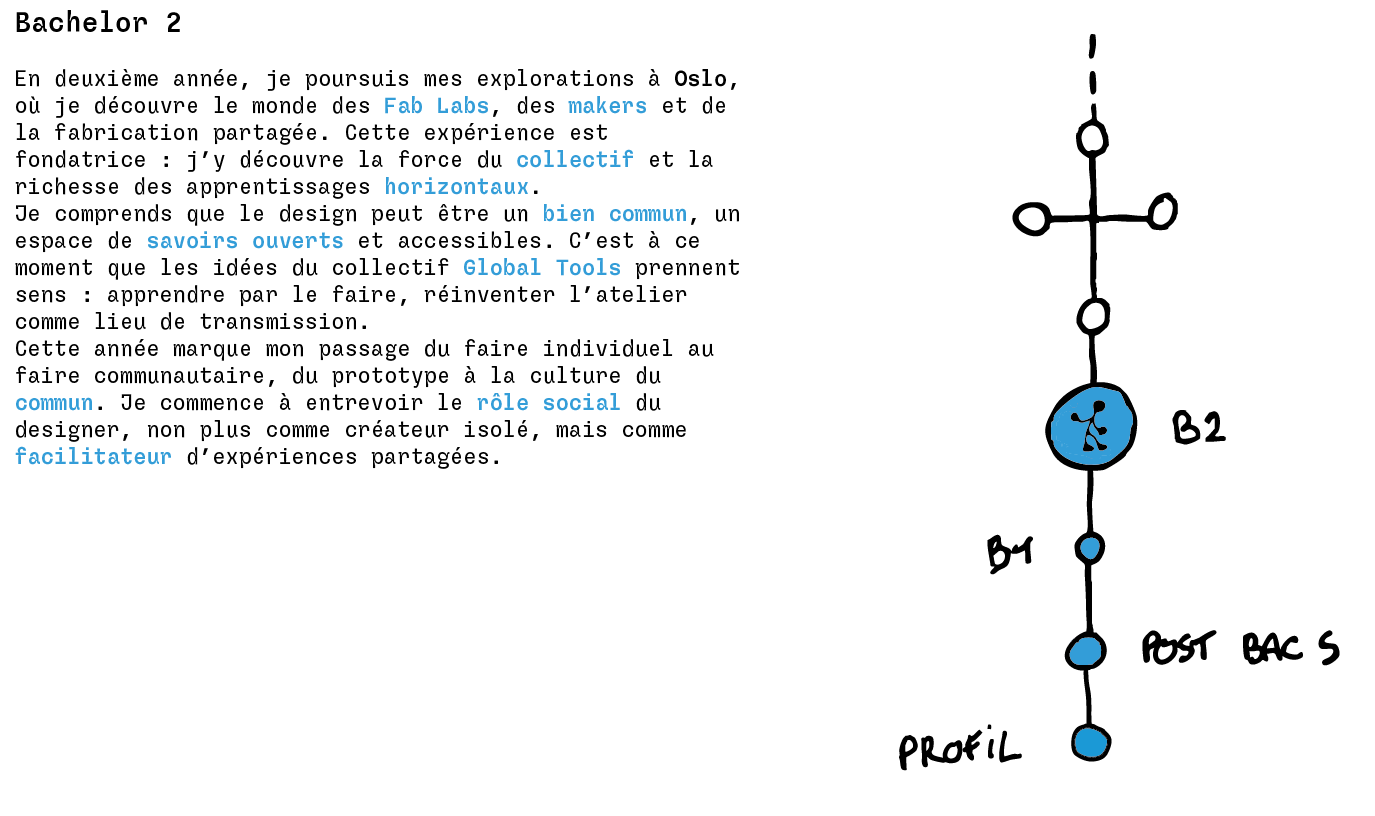 Bachelor 2
En deuxième année, je poursuis mes explorations à Oslo,
où je découvre le monde des Fab Labs, des makers et de
la fabrication partagée. Cette expérience est
fondatrice : j’y découvre la force du collectif et la
richesse des apprentissages horizontaux.
Je comprends que le design peut être un bien commun, un
espace de savoirs ouverts et accessibles. C’est à ce
moment que les idées du collectif Global Tools prennent
sens : apprendre par le faire, réinventer l’atelier
comme lieu de transmission.
Cette année marque mon passage du faire individuel au
faire communautaire, du prototype à la culture du
commun. Je commence à entrevoir le rôle social du
designer, non plus comme créateur isolé, mais comme
facilitateur d’expériences partagées.
B2
B1
POST BAC S
PROFiL